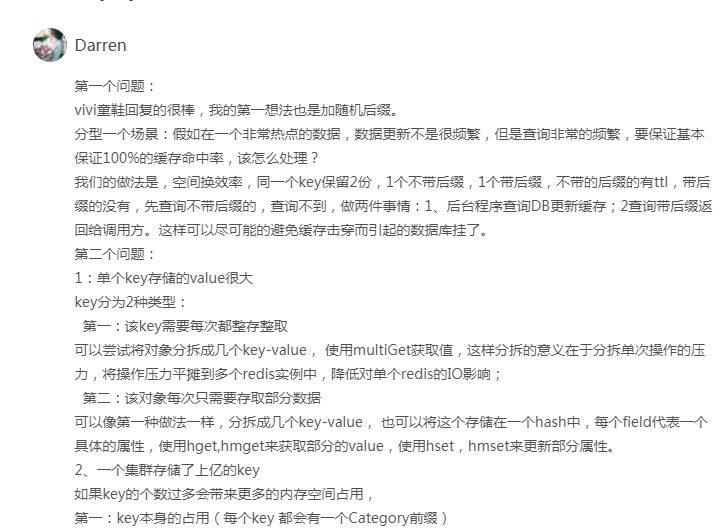 Darren
第一个问题：
vivi童鞋回复的很棒，我的第一想法也是加随机后缀。
分型一个场景：假如在一个非常热点的数据，数据更新不是很频繁，但是查询非常的频繁，要保证基本
保证100%的缓存命中率，该怎么处理？
我们的做法是，空间换效率，同一个key保留2份，1个不带后缀，1个带后缀，不带的后缀的有ttl，带后
缀的没有，先查询不带后缀的，查询不到，做两件事情：1、后台程序查询DB更新缓存；2查询带后缀返
回给调用方。这样可以尽可能的避免缓存击穿而引起的数据库挂了。
第二个问题：
1：单个key存储的value很大
key分为2种类型：
第一：该key需要每次都整存整取
可以尝试将对象分拆成几个key-value， 使用multiGet获取值，这样分拆的意义在于分拆单次操作的压
力，将操作压力平摊到多个redis实例中，降低对单个redis的IO影响；
第二：该对象每次只需要存取部分数据
可以像第一种做法一样，分拆成几个key-value， 也可以将这个存储在一个hash中，每个field代表一个
具体的属性，使用hget,hmget来获取部分的value，使用hset，hmset来更新部分属性。
2、一个集群存储了上亿的key
如果key的个数过多会带来更多的内存空间占用，
第一：key本身的占用（每个key 都会有一个Category前缀）